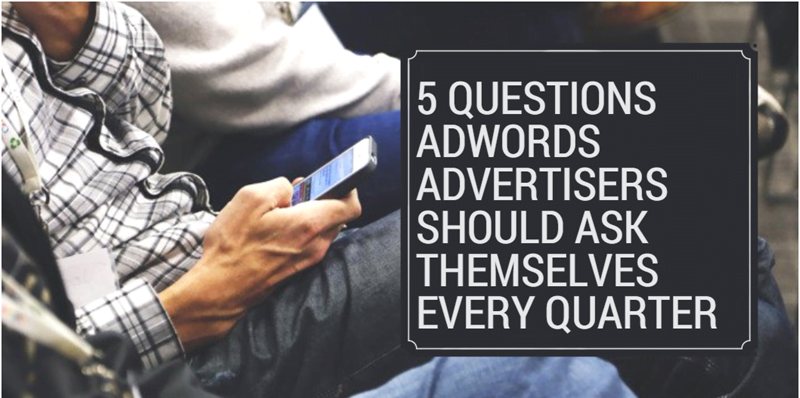 5 QUESTIONS
ADWORDS
ADVERTISERS
SHOULD ASK
THEMSELVES
EVERY QUARTER